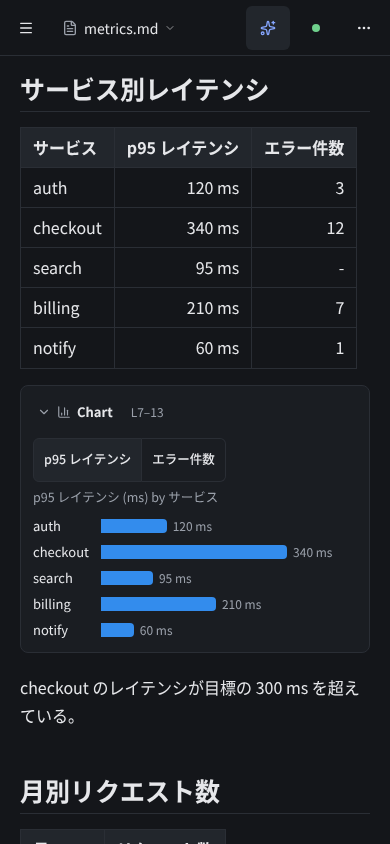 metrics.md
サービス別レイテンシ
サービス p95 レイテンシ エラー件数
auth 120 ms 3
checkout 340 ms 12
search 95 ms -
billing 210 ms 7
notify 60 ms 1
Chart L7–13
p95 レイテンシ エラー件数
p95 レイテンシ (ms) by サービス
auth 120 ms
checkout 340 ms
search 95 ms
billing 210 ms
notify 60 ms
checkout のレイテンシが目標の 300 ms を超え
ている。
月別リクエスト数